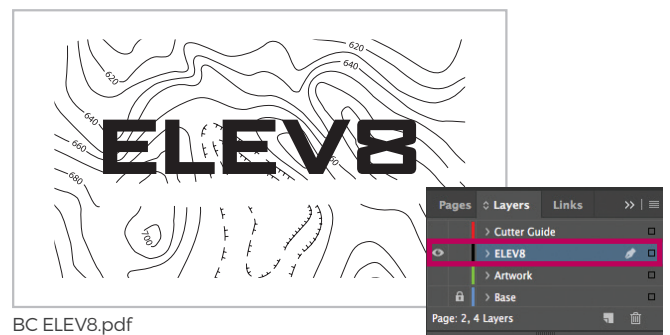 620
620
640
640
640
ELEV8
660
680
700
Pages Layers Links
Cutter Guide
ELEV8
Artwork
Base
Page: 2, 4 Layers
BC ELEV8.pdf